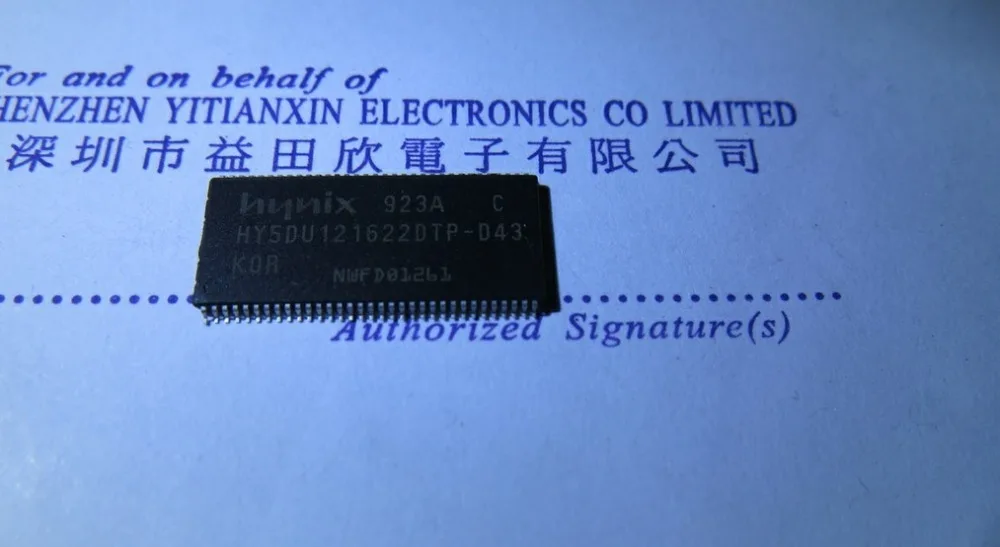 For and on behalf of
HENZHEN YITIANXIN ELECTRONICS CO LIMITED
深圳市益田欣電子有限公司
hynix 923A C
HY5DU121622DTP-D43
KOR NWFD01261
Authorized Signature(s)